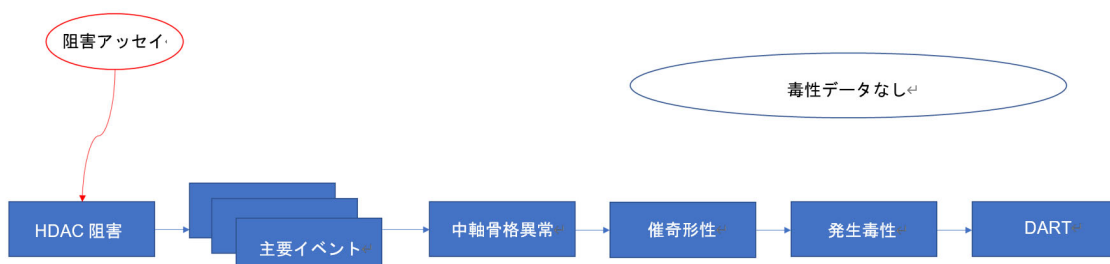 阻害アッセイ
毒性データなし
HDAC 阻害
主要イベント
中軸骨格異常
催奇形性
発生毒性
DART